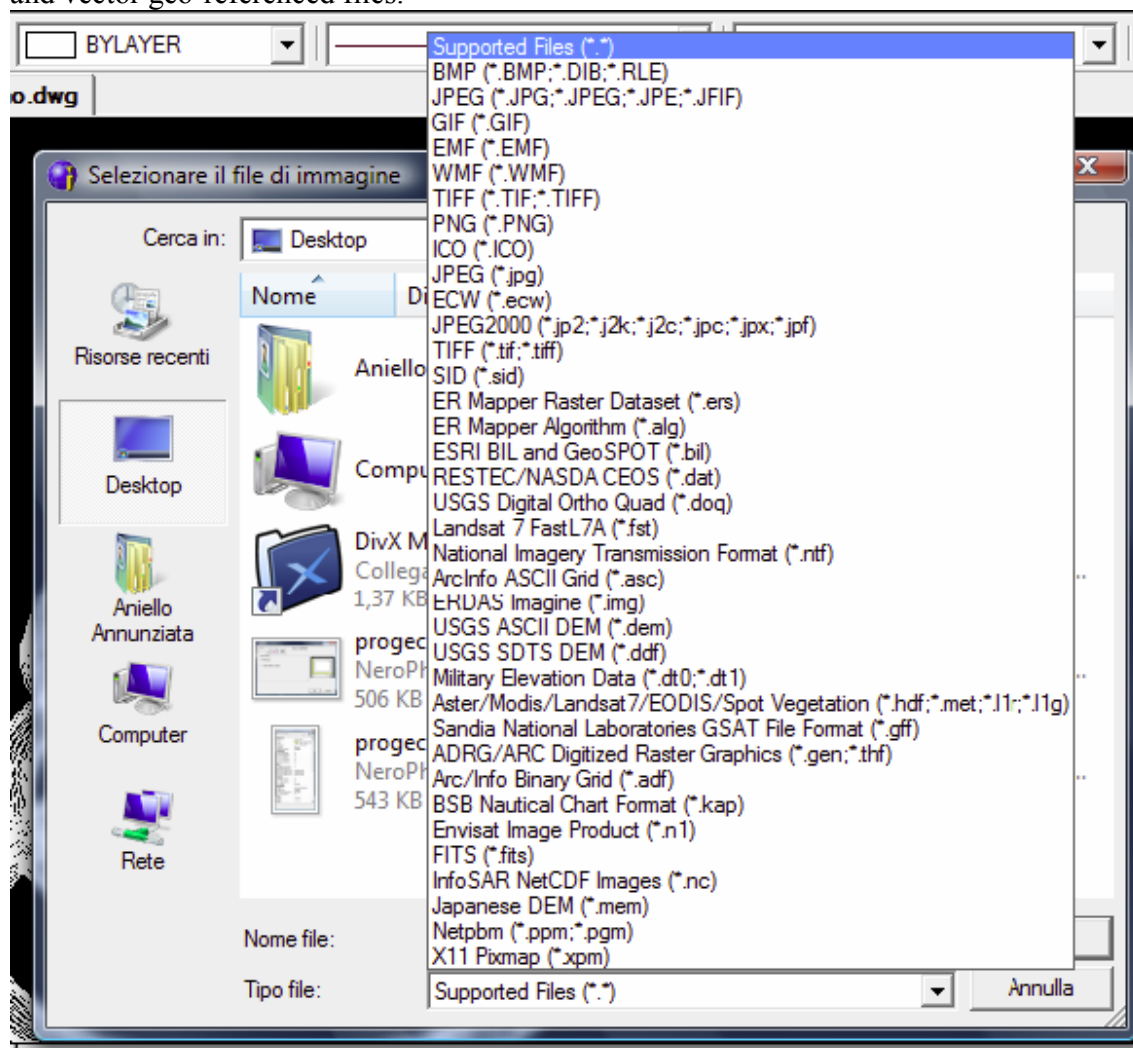 and vector geo-referenced files.
BYLAYER
o.dwg
Selezionare il file di immagine
Cerca in:
Desktop
Nome
Di
Risorse recenti
Desktop
Aniello
Annunziata
Computer
Rete
Aniello
Compu
DivX M
Collega
1,37 KB
progec
NeroPh
506 KB
progec
NeroPh
543 KB
Supported Files (*.*)
BMP (*.BMP;*.DIB;*.RLE)
JPEG (*.JPG;*.JPEG;*.JPE;*.JFIF)
GIF (*.GIF)
EMF (*.EMF)
WMF (*.WMF)
TIFF (*.TIF;*.TIFF)
PNG (*.PNG)
ICO (*.ICO)
JPEG (*.jpg)
ECW (*.ecw)
JPEG2000 (*.jp2;*.j2k;*.j2c;*.jpc;*.jpx;*.jpf)
TIFF (*.tif;*.tiff)
SID (*.sid)
ER Mapper Raster Dataset (*.ers)
ER Mapper Algorithm (*.alg)
ESRI BIL and GeoSPOT (*.bil)
RESTEC/NASDA CEOS (*.dat)
USGS Digital Ortho Quad (*.doq)
Landsat 7 FastL7A (*.fst)
National Imagery Transmission Format (*.ntf)
ArcInfo ASCII Grid (*.asc)
ERDAS Imagine (*.img)
USGS ASCII DEM (*.dem)
USGS SDTS DEM (*.ddf)
Military Elevation Data (*.dt0;*.dt1)
Aster/Modis/Landsat7/EODIS/Spot Vegetation (*.hdf;*.met;*.l1r;*.l1g)
Sandia National Laboratories GSAT File Format (*.gff)
ADRG/ARC Digitized Raster Graphics (*.gen;*.thf)
Arc/Info Binary Grid (*.adf)
BSB Nautical Chart Format (*.kap)
Envisat Image Product (*.n1)
FITS (*.fits)
InfoSAR NetCDF Images (*.nc)
Japanese DEM (*.mem)
Netpbm (*.ppm;*.pgm)
X11 Pixmap (*.xpm)
Nome file:
Tipo file:
Supported Files (*.*)
Annulla